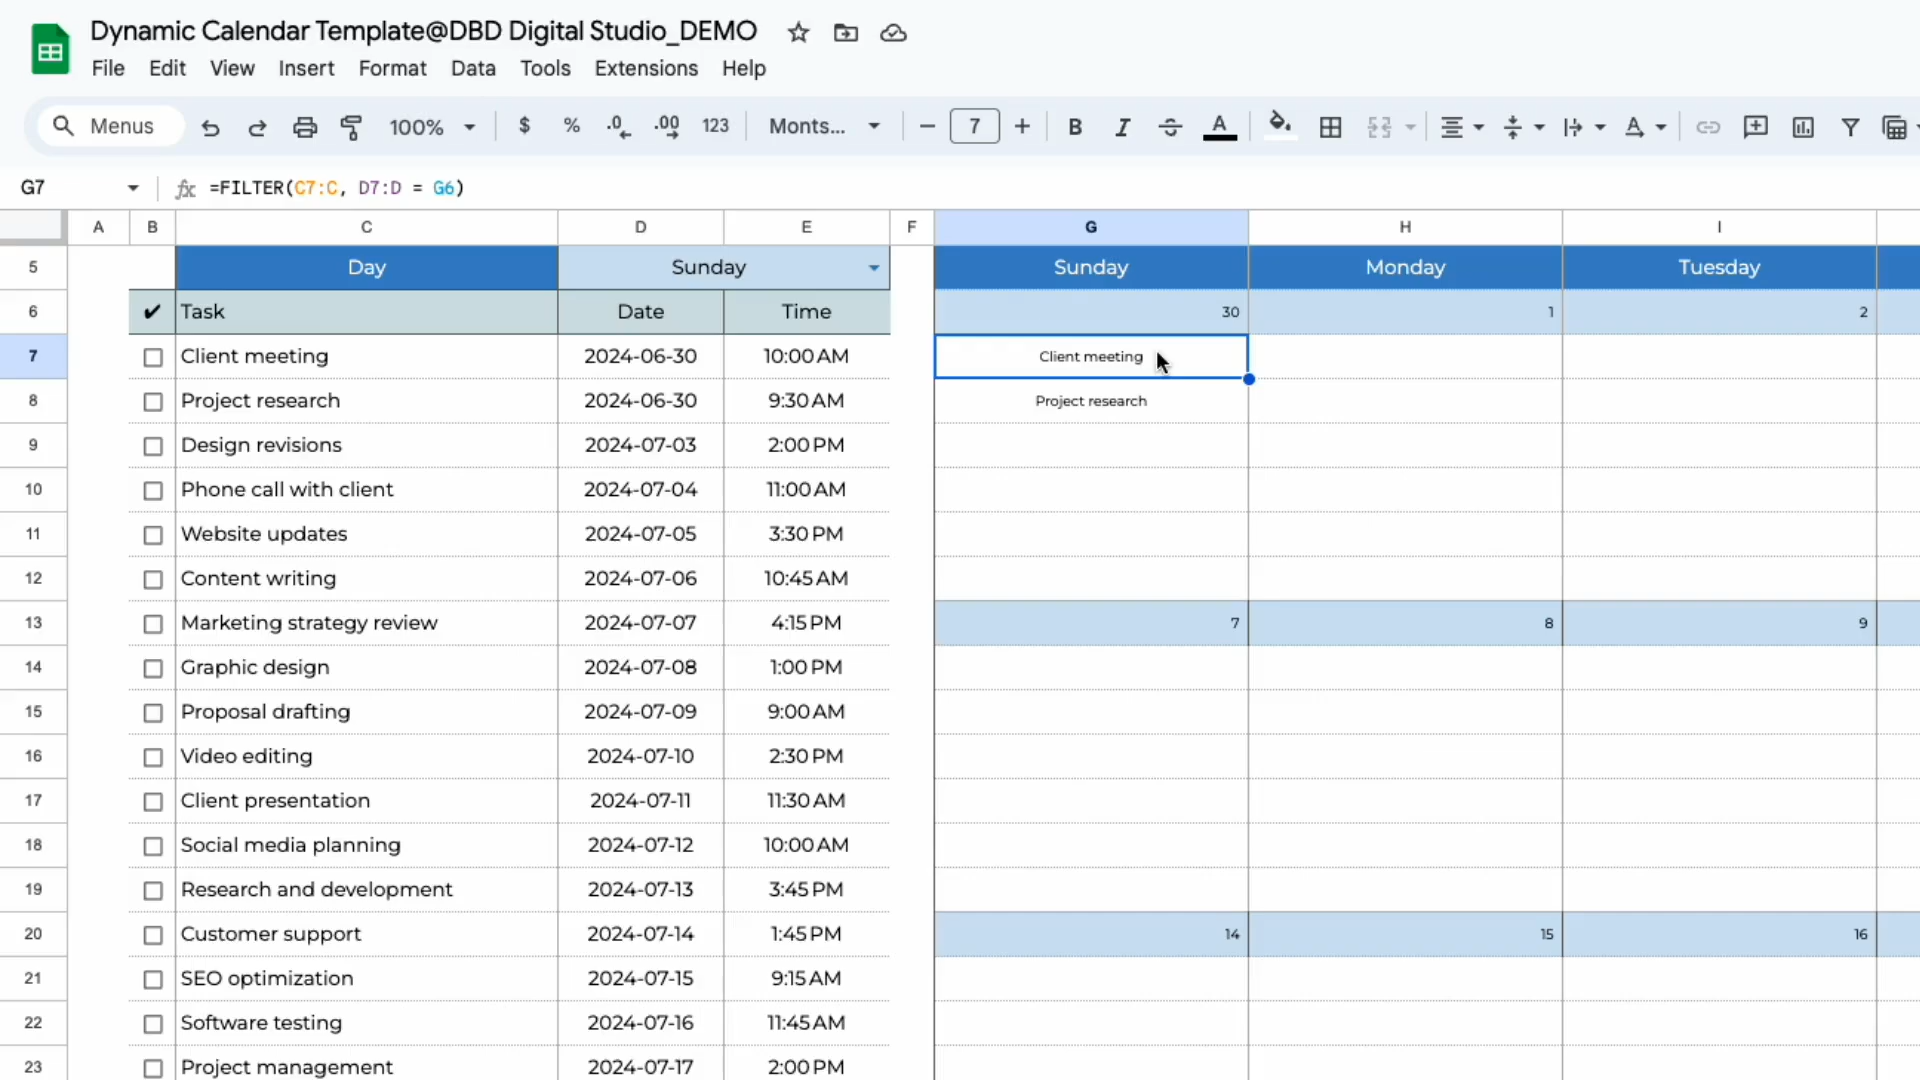 Dynamic Calendar Template@DBD Digital Studio_DEMO
File Edit View Insert Format Data Tools Extensions Help
Menus 100% $ % .0 .00 123 Monts... 7 B I S A
G7 fx =FILTER(C7:C, D7:D = G6)
A B C D E F G H I
5 Day Sunday Sunday Monday Tuesday
6 ✔ Task Date Time 30 1 2
7 Client meeting 2024-06-30 10:00 AM Client meeting
8 Project research 2024-06-30 9:30 AM Project research
9 Design revisions 2024-07-03 2:00 PM
10 Phone call with client 2024-07-04 11:00 AM
11 Website updates 2024-07-05 3:30 PM
12 Content writing 2024-07-06 10:45 AM
13 Marketing strategy review 2024-07-07 4:15 PM 7 8 9
14 Graphic design 2024-07-08 1:00 PM
15 Proposal drafting 2024-07-09 9:00 AM
16 Video editing 2024-07-10 2:30 PM
17 Client presentation 2024-07-11 11:30 AM
18 Social media planning 2024-07-12 10:00 AM
19 Research and development 2024-07-13 3:45 PM
20 Customer support 2024-07-14 1:45 PM 14 15 16
21 SEO optimization 2024-07-15 9:15 AM
22 Software testing 2024-07-16 11:45 AM
23 Project management 2024-07-17 2:00 PM